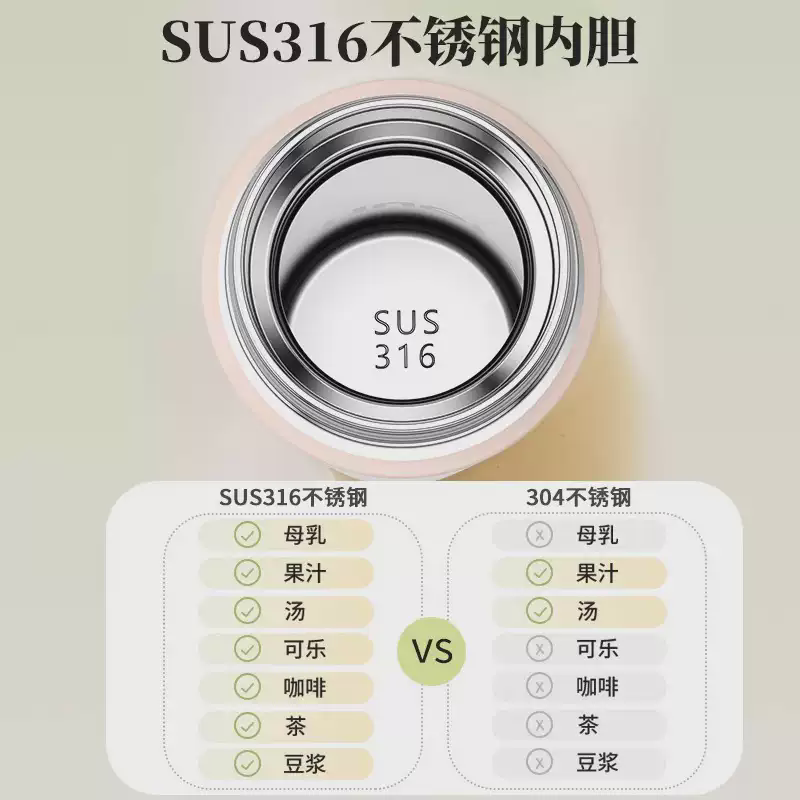 SUS316不锈钢内胆
SUS
316
SUS316不锈钢
304不锈钢
母乳
母乳
果汁
果汁
汤
汤
可乐
VS
可乐
咖啡
咖啡
茶
茶
豆浆
豆浆